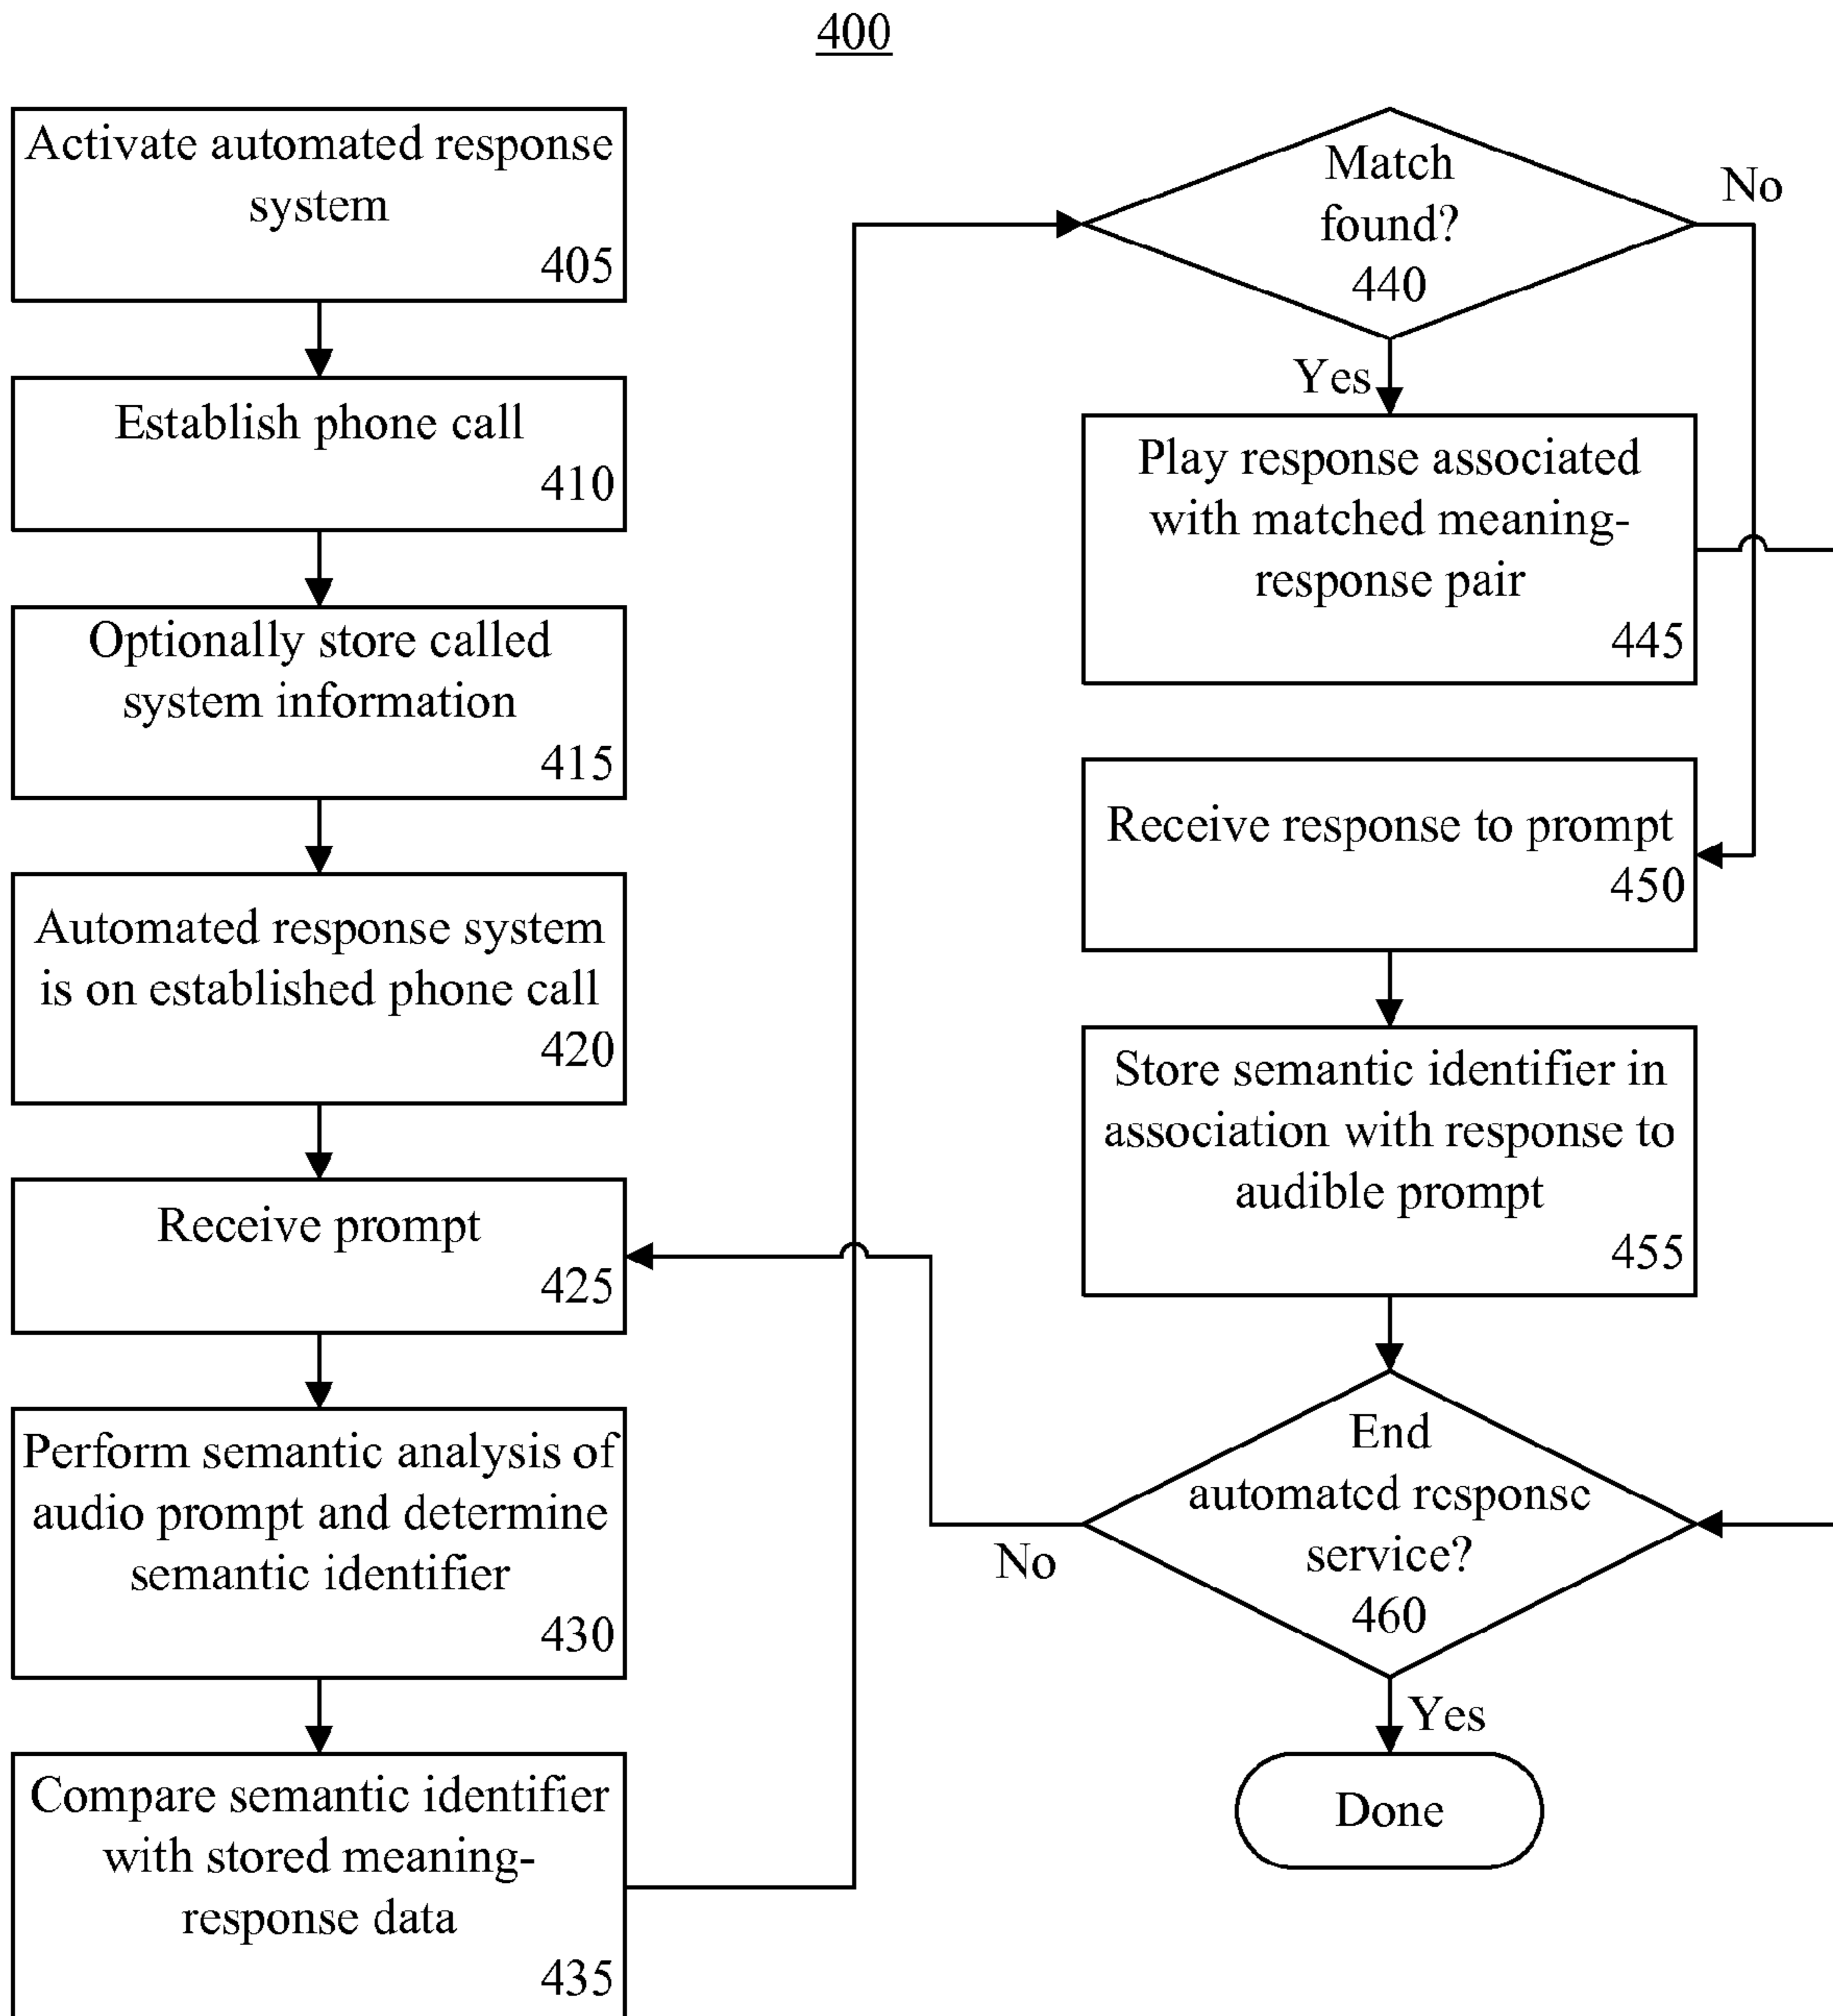 400
Activate automated response
system
405
Establish phone call
410
Optionally store called
system information
415
Automated response system
is on established phone call
420
Receive prompt
425
Perform semantic analysis of
audio prompt and determine
semantic identifier
430
Compare semantic identifier
with stored meaning-
response data
435
Match
found?
440
No
Yes
Play response associated
with matched meaning-
response pair
445
Receive response to prompt
450
Store semantic identifier in
association with response to
audible prompt
455
End
automated response
service?
460
No
Yes
Done